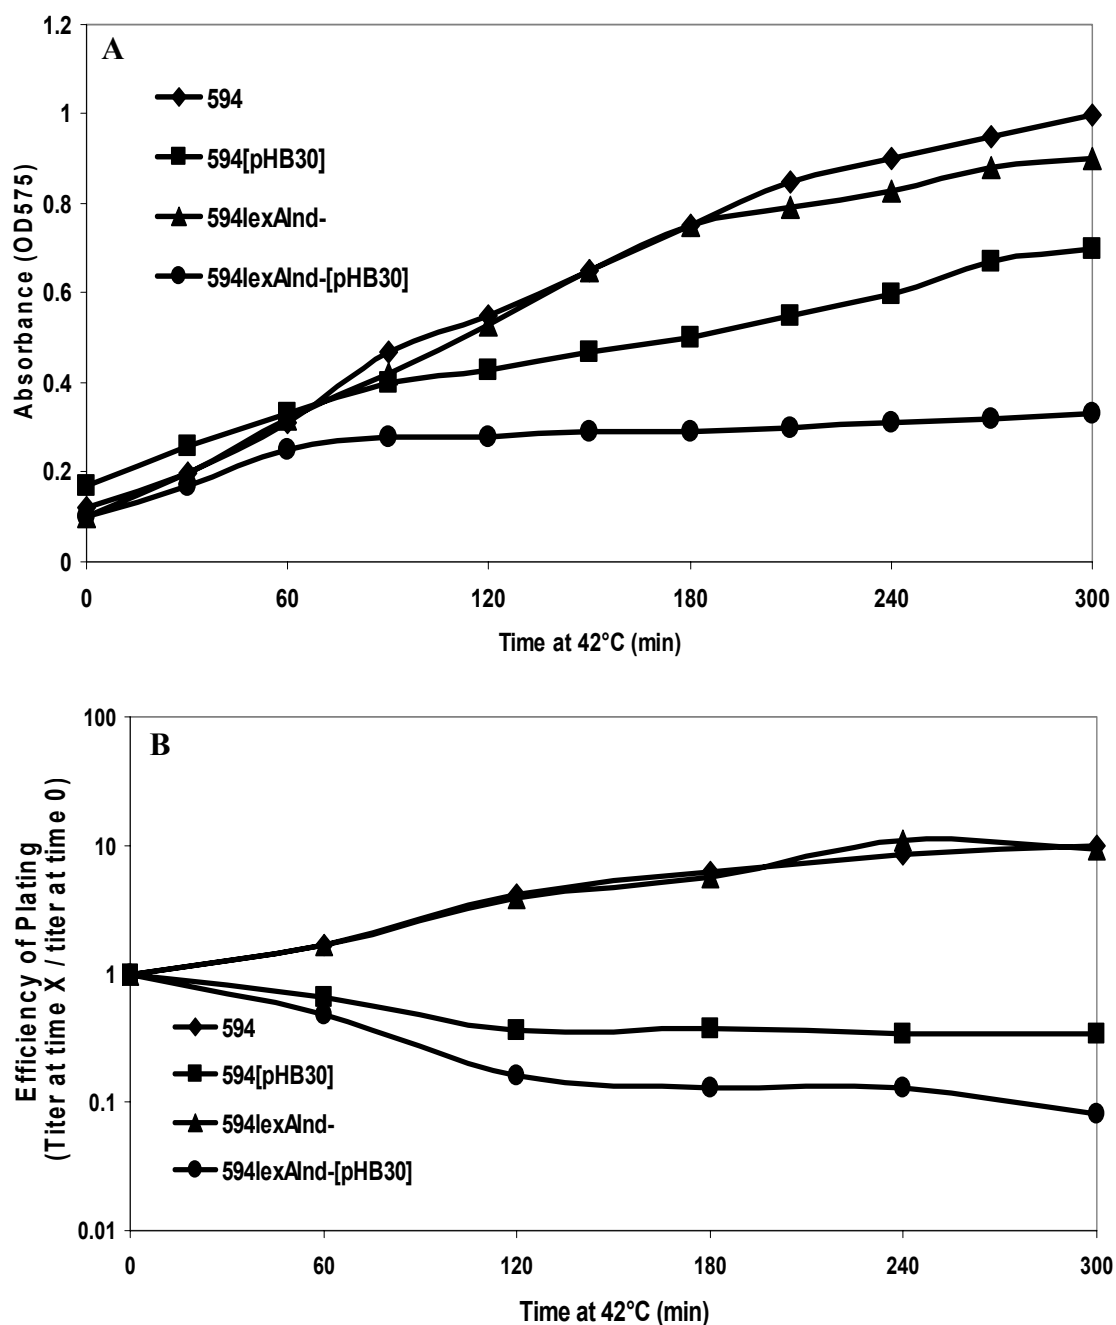 A
1.2
1
0.8
0.6
0.4
0.2
0
Absorbance (OD575)
594
594[pHB30]
594lexAInd-
594lexAInd-[pHB30]
0 60 120 180 240 300
Time at 42°C (min)
B
100
10
1
0.1
0.01
Efficiency of Plating
(Titer at time X / titer at time 0)
594
594[pHB30]
594lexAInd-
594lexAInd-[pHB30]
0 60 120 180 240 300
Time at 42°C (min)